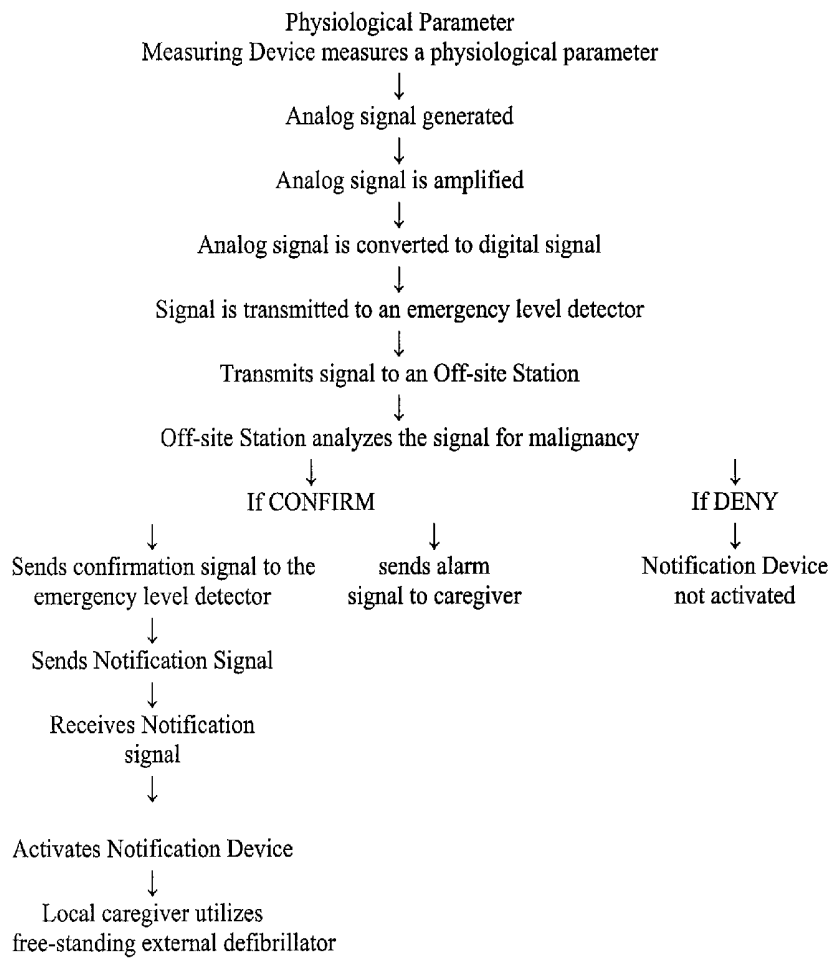 Physiological Parameter
Measuring Device measures a physiological parameter
Analog signal generated
Analog signal is amplified
Analog signal is converted to digital signal
Signal is transmitted to an emergency level detector
Transmits signal to an Off-site Station
Off-site Station analyzes the signal for malignancy
If CONFIRM
If DENY
Sends confirmation signal to the
emergency level detector
sends alarm
signal to caregiver
Notification Device
not activated
Sends Notification Signal
Receives Notification
signal
Activates Notification Device
Local caregiver utilizes
free-standing external defibrillator